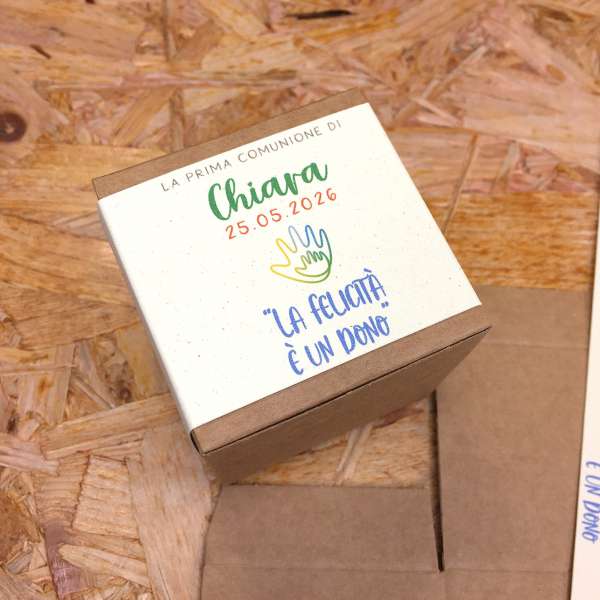 LA PRIMA COMUNIONE DI
Chiara
25.05.2026
"LA FELICITÀ
È UN DONO"
È UN DONO